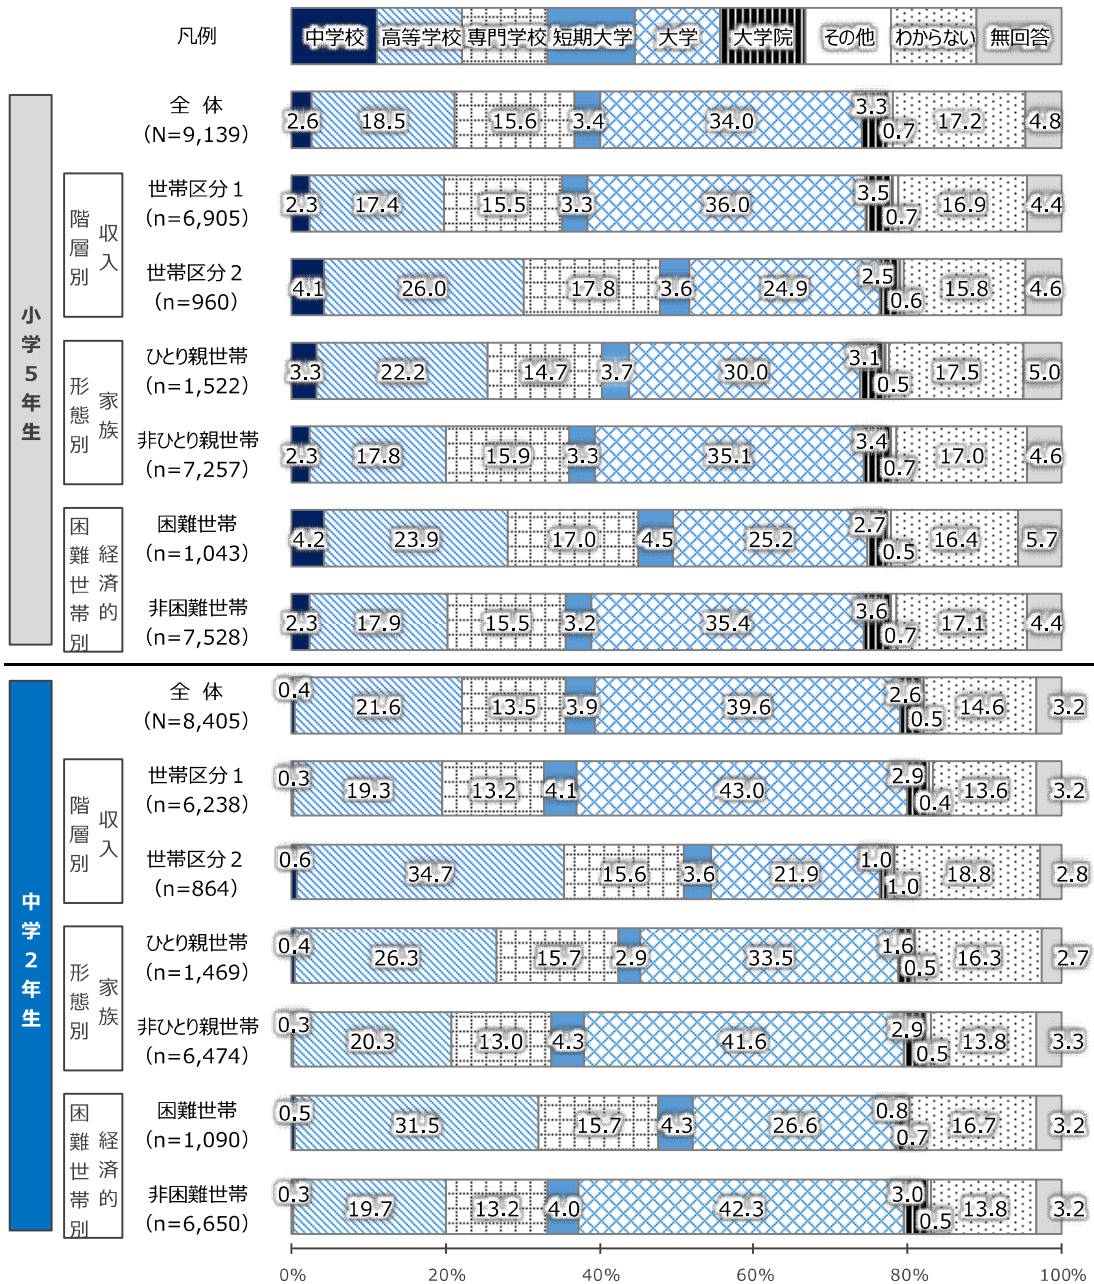 凡例
中学校 高等学校 専門学校 短期大学 大学 大学院 その他 わからない 無回答
小学5年生
全 体
(N=9,139)
2.6 18.5 15.6 3.4 34.0 3.3 0.7 17.2 4.8
収入階層別
世帯区分1
(n=6,905)
2.3 17.4 15.5 3.3 36.0 3.5 0.7 16.9 4.4
世帯区分2
(n=960)
4.1 26.0 17.8 3.6 24.9 2.5 0.6 15.8 4.6
家族形態別
ひとり親世帯
(n=1,522)
3.3 22.2 14.7 3.7 30.0 3.1 0.5 17.5 5.0
非ひとり親世帯
(n=7,257)
2.3 17.8 15.9 3.3 35.1 3.4 0.7 17.0 4.6
経済的困難世帯別
困難世帯
(n=1,043)
4.2 23.9 17.0 4.5 25.2 2.7 0.5 16.4 5.7
非困難世帯
(n=7,528)
2.3 17.9 15.5 3.2 35.4 3.6 0.7 17.1 4.4
中学2年生
全 体
(N=8,405)
0.4 21.6 13.5 3.9 39.6 2.6 0.5 14.6 3.2
収入階層別
世帯区分1
(n=6,238)
0.3 19.3 13.2 4.1 43.0 2.9 0.4 13.6 3.2
世帯区分2
(n=864)
0.6 34.7 15.6 3.6 21.9 1.0 1.0 18.8 2.8
家族形態別
ひとり親世帯
(n=1,469)
0.4 26.3 15.7 2.9 33.5 1.6 0.5 16.3 2.7
非ひとり親世帯
(n=6,474)
0.3 20.3 13.0 4.3 41.6 2.9 0.5 13.8 3.3
経済的困難世帯別
困難世帯
(n=1,090)
0.5 31.5 15.7 4.3 26.6 0.8 0.7 16.7 3.2
非困難世帯
(n=6,650)
0.3 19.7 13.2 4.0 42.3 3.0 0.5 13.8 3.2
0% 20% 40% 60% 80% 100%